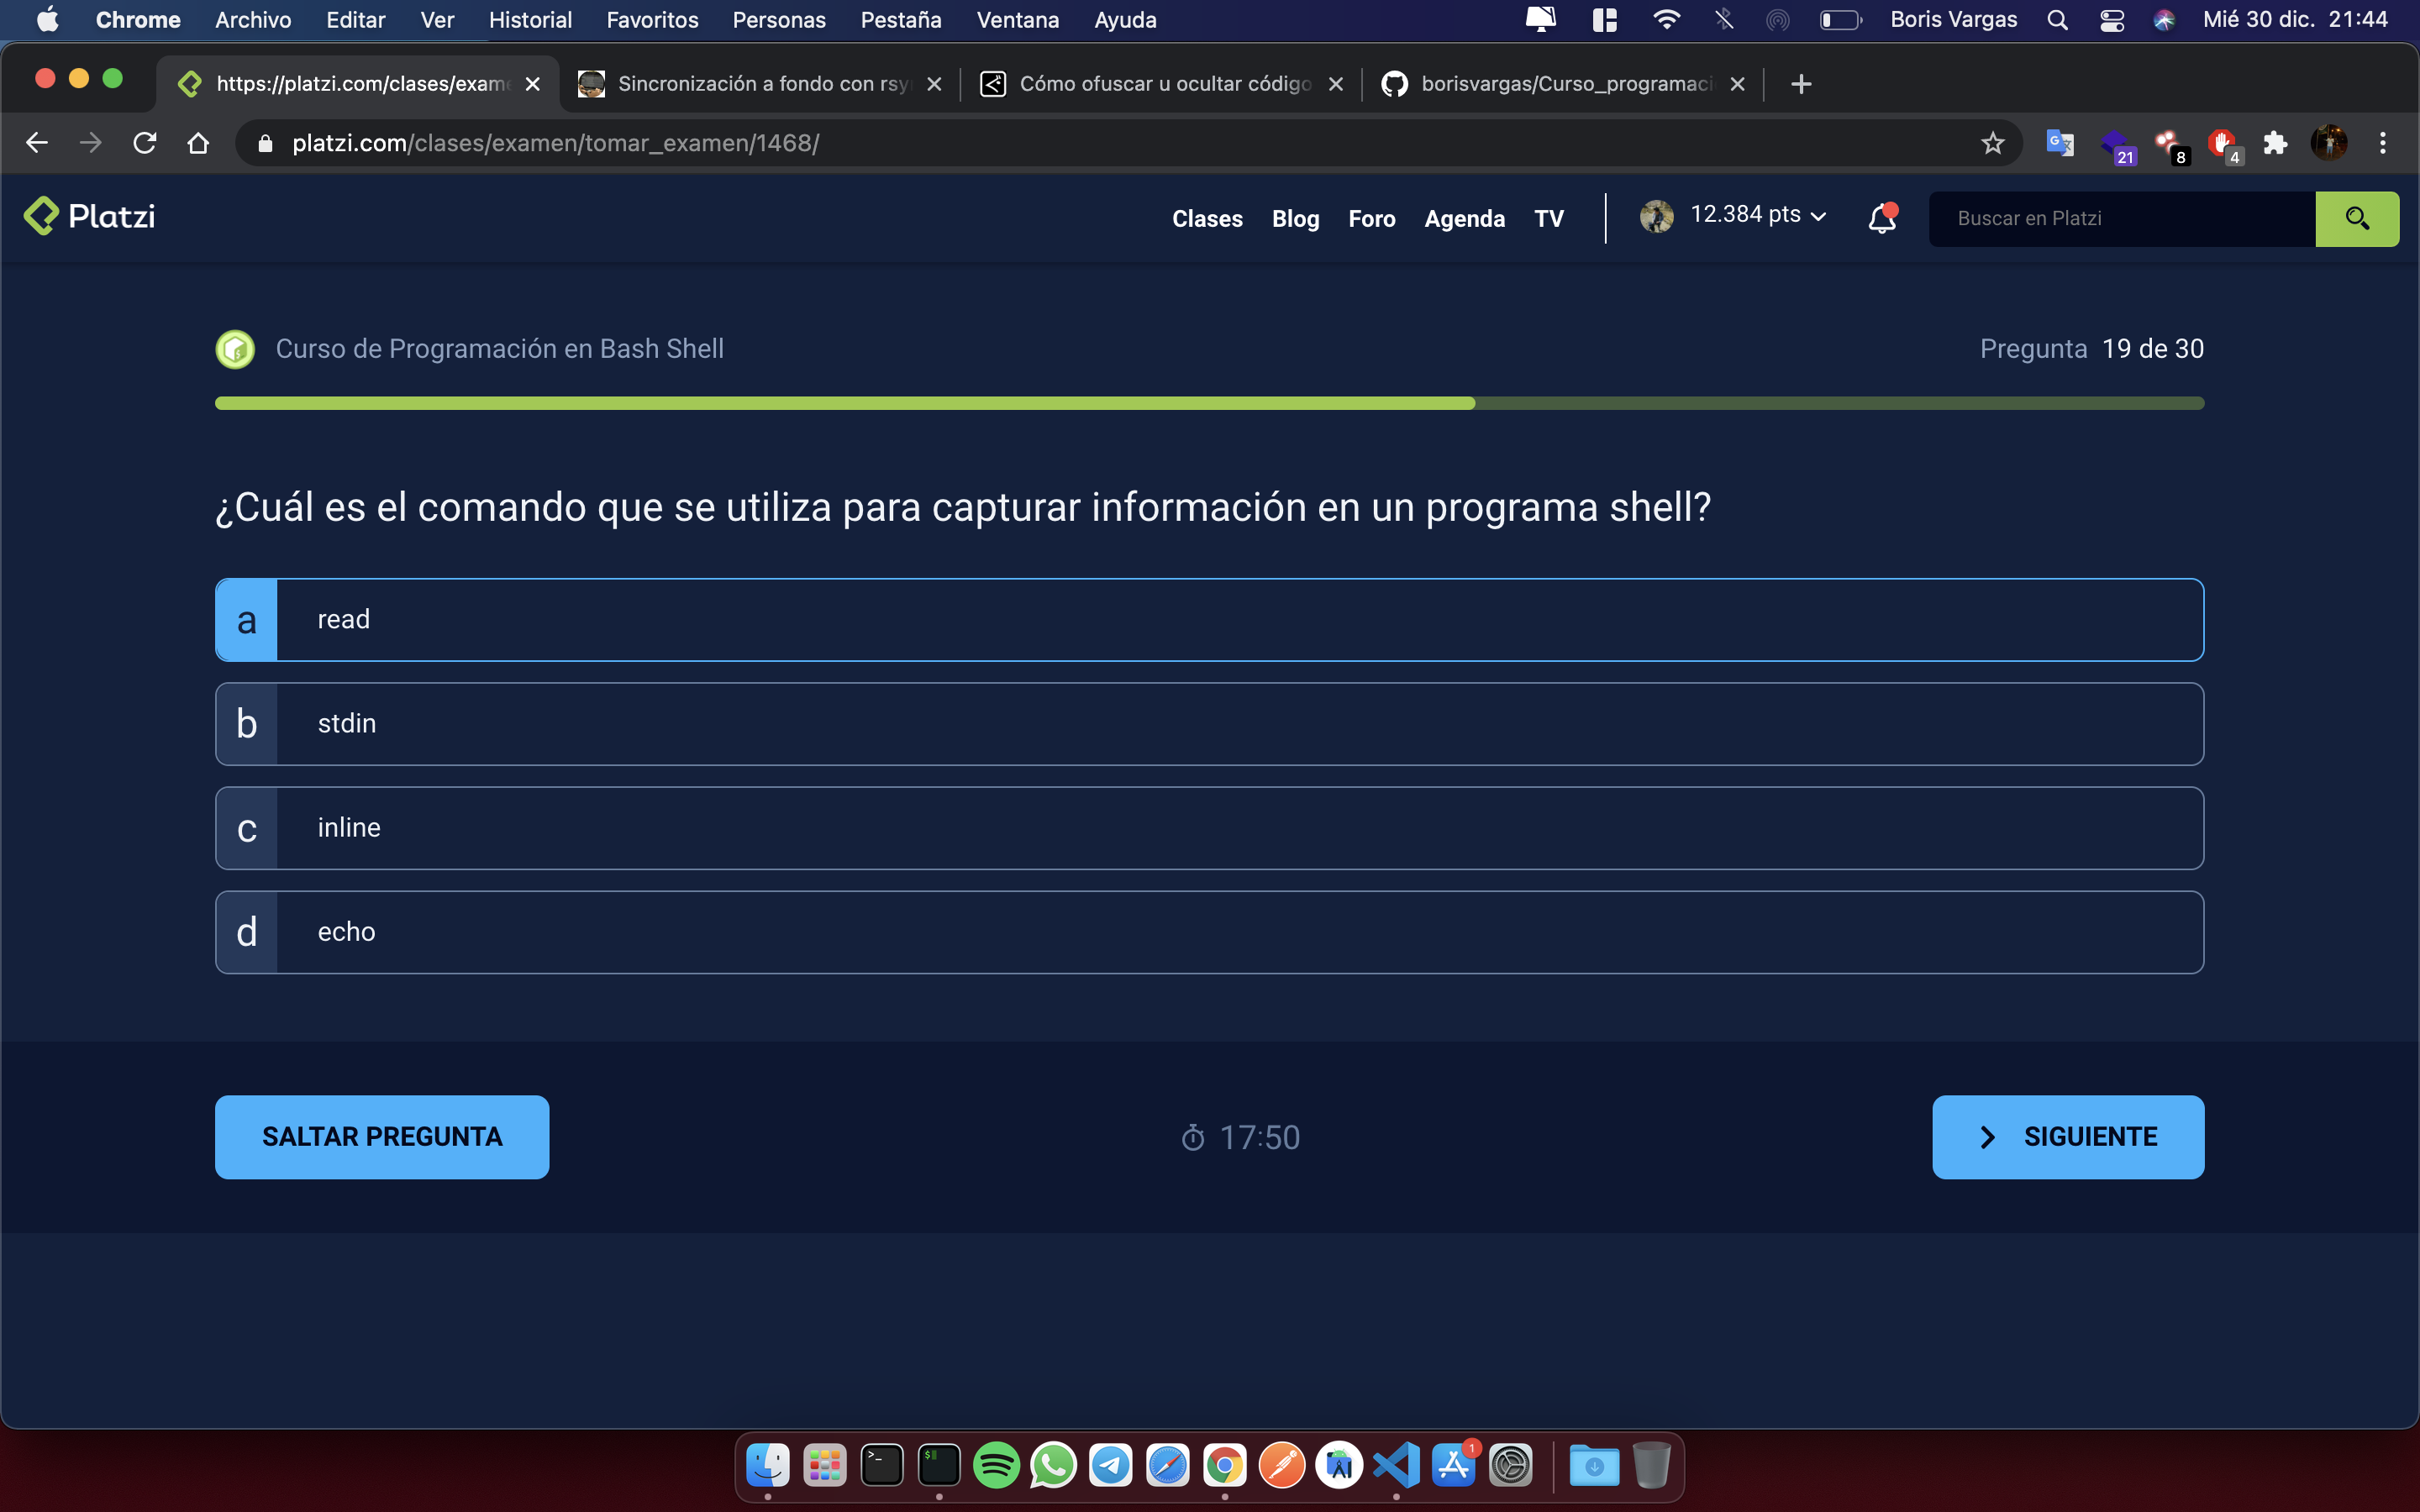 Chrome Archivo Editar Ver Historial Favoritos Personas Pestaña Ventana Ayuda Boris Vargas Mié 30 dic. 21:44
https://platzi.com/clases/exame Sincronización a fondo con rsy Cómo ofuscar u ocultar código borisvargas/Curso_programaci
platzi.com/clases/examen/tomar_examen/1468/ 21 8 4
Platzi Clases Blog Foro Agenda TV 12.384 pts Buscar en Platzi
Curso de Programación en Bash Shell Pregunta 19 de 30
¿Cuál es el comando que se utiliza para capturar información en un programa shell?
a read
b stdin
c inline
d echo
SALTAR PREGUNTA 17:50 SIGUIENTE
1